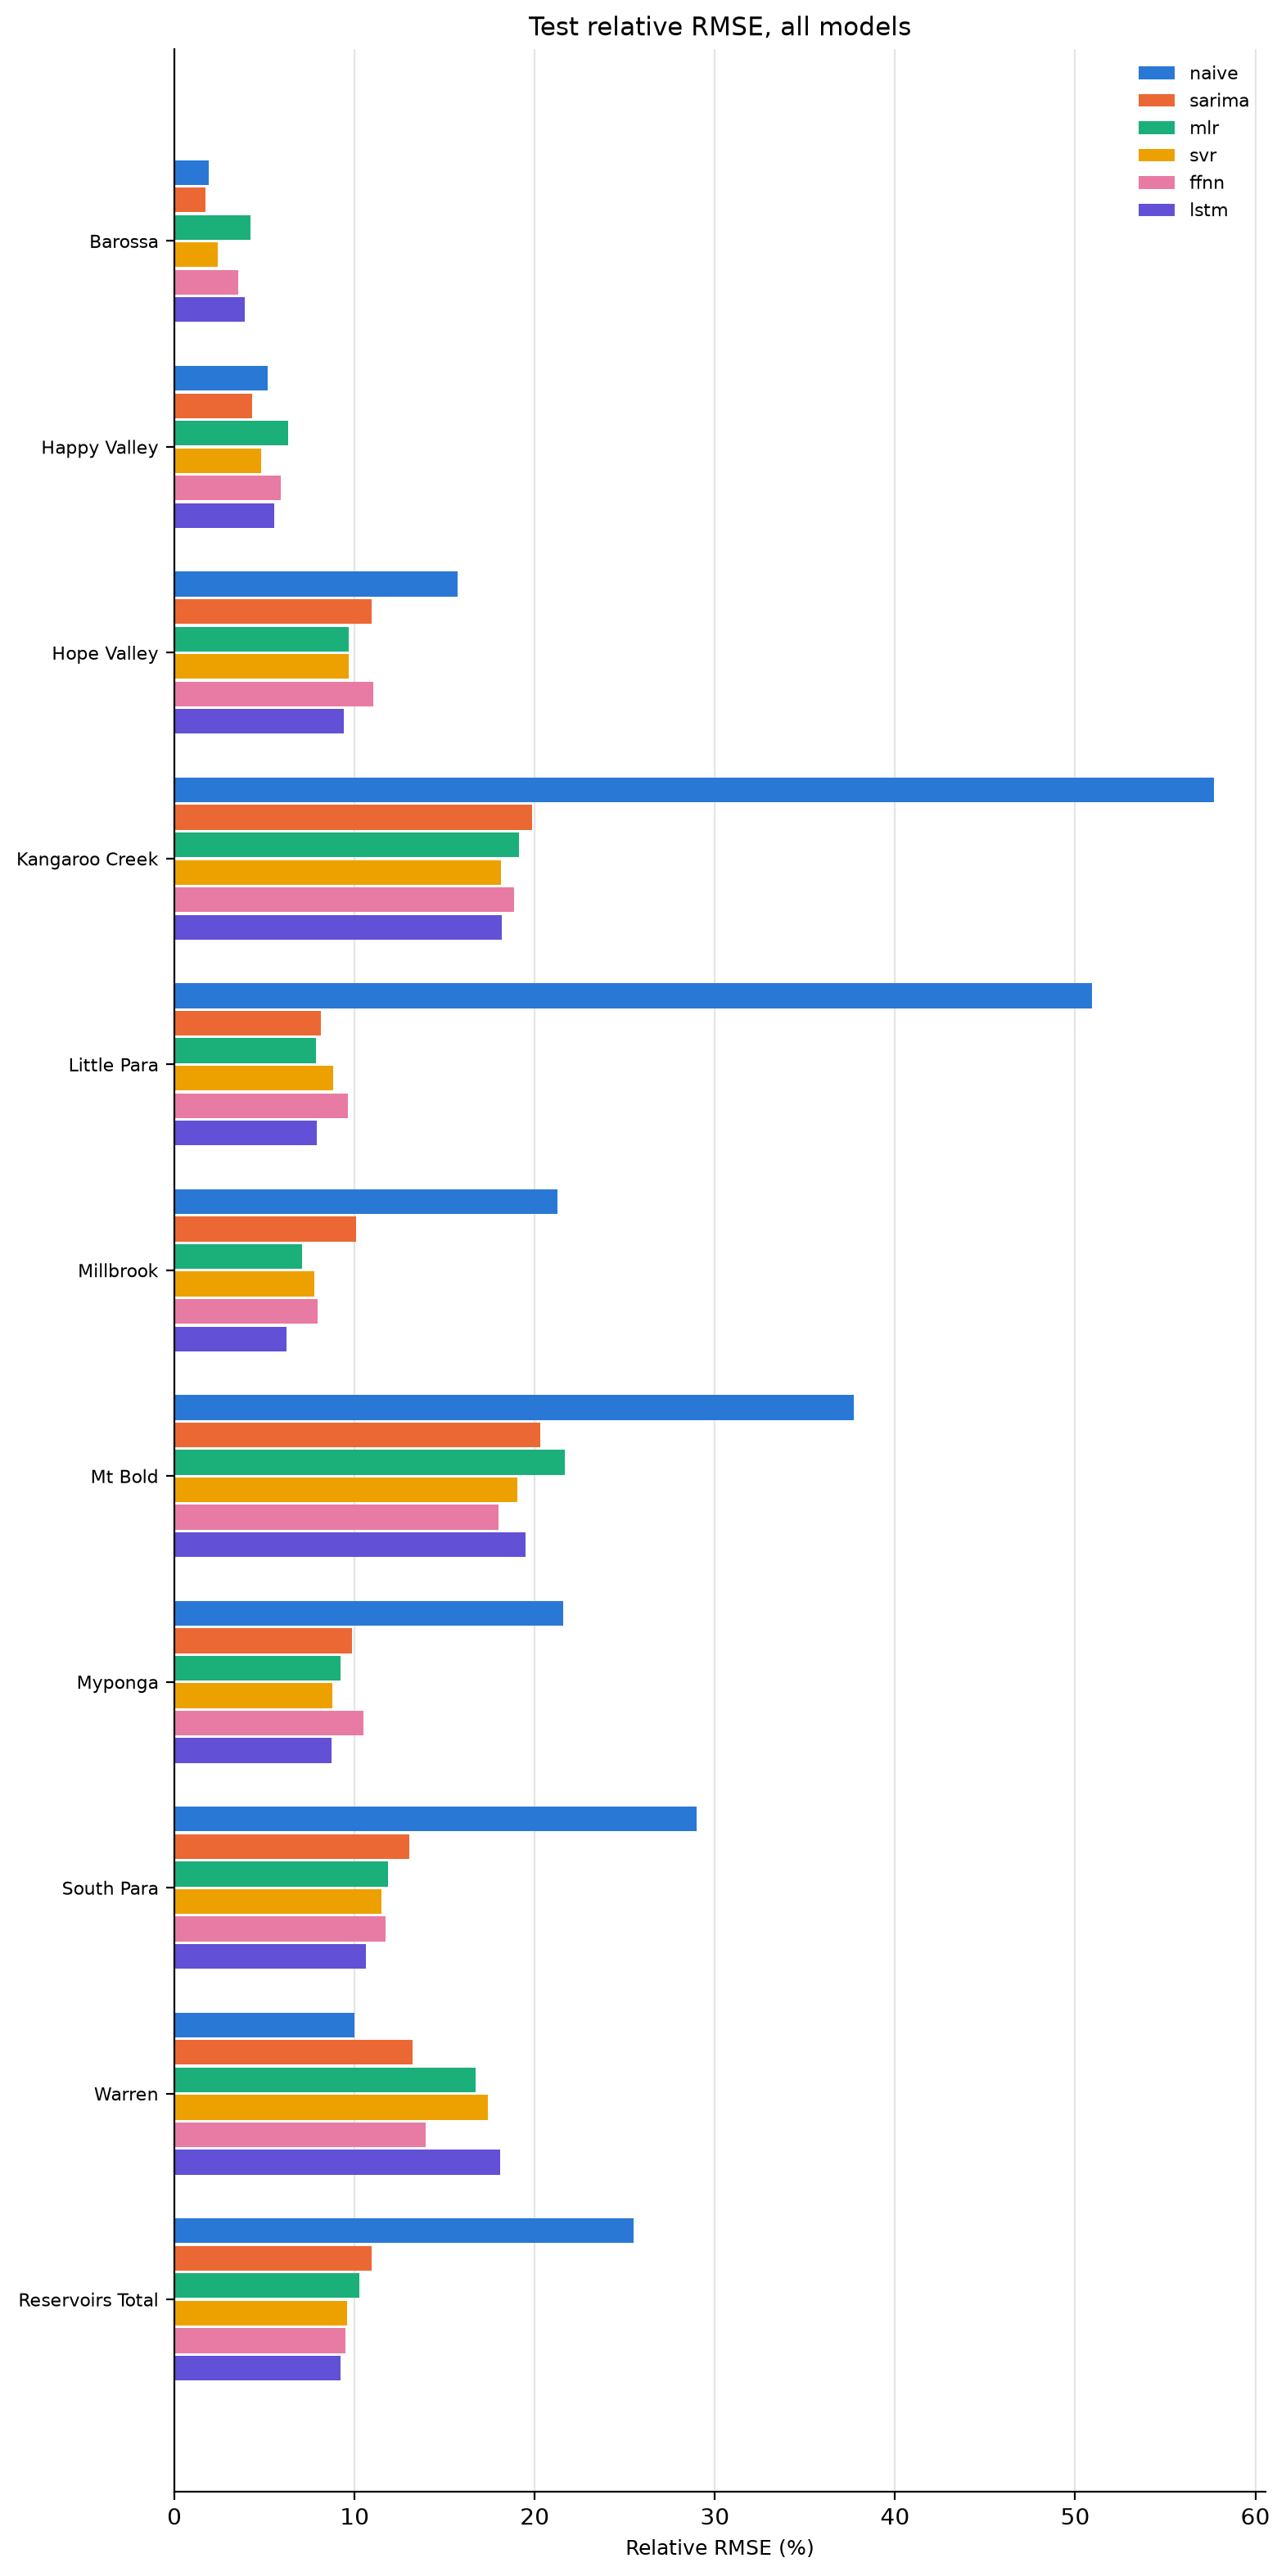 Test relative RMSE, all models
naive
sarima
mlr
svr
ffnn
lstm
Barossa
Happy Valley
Hope Valley
Kangaroo Creek
Little Para
Millbrook
Mt Bold
Myponga
South Para
Warren
Reservoirs Total
0 10 20 30 40 50 60
Relative RMSE (%)